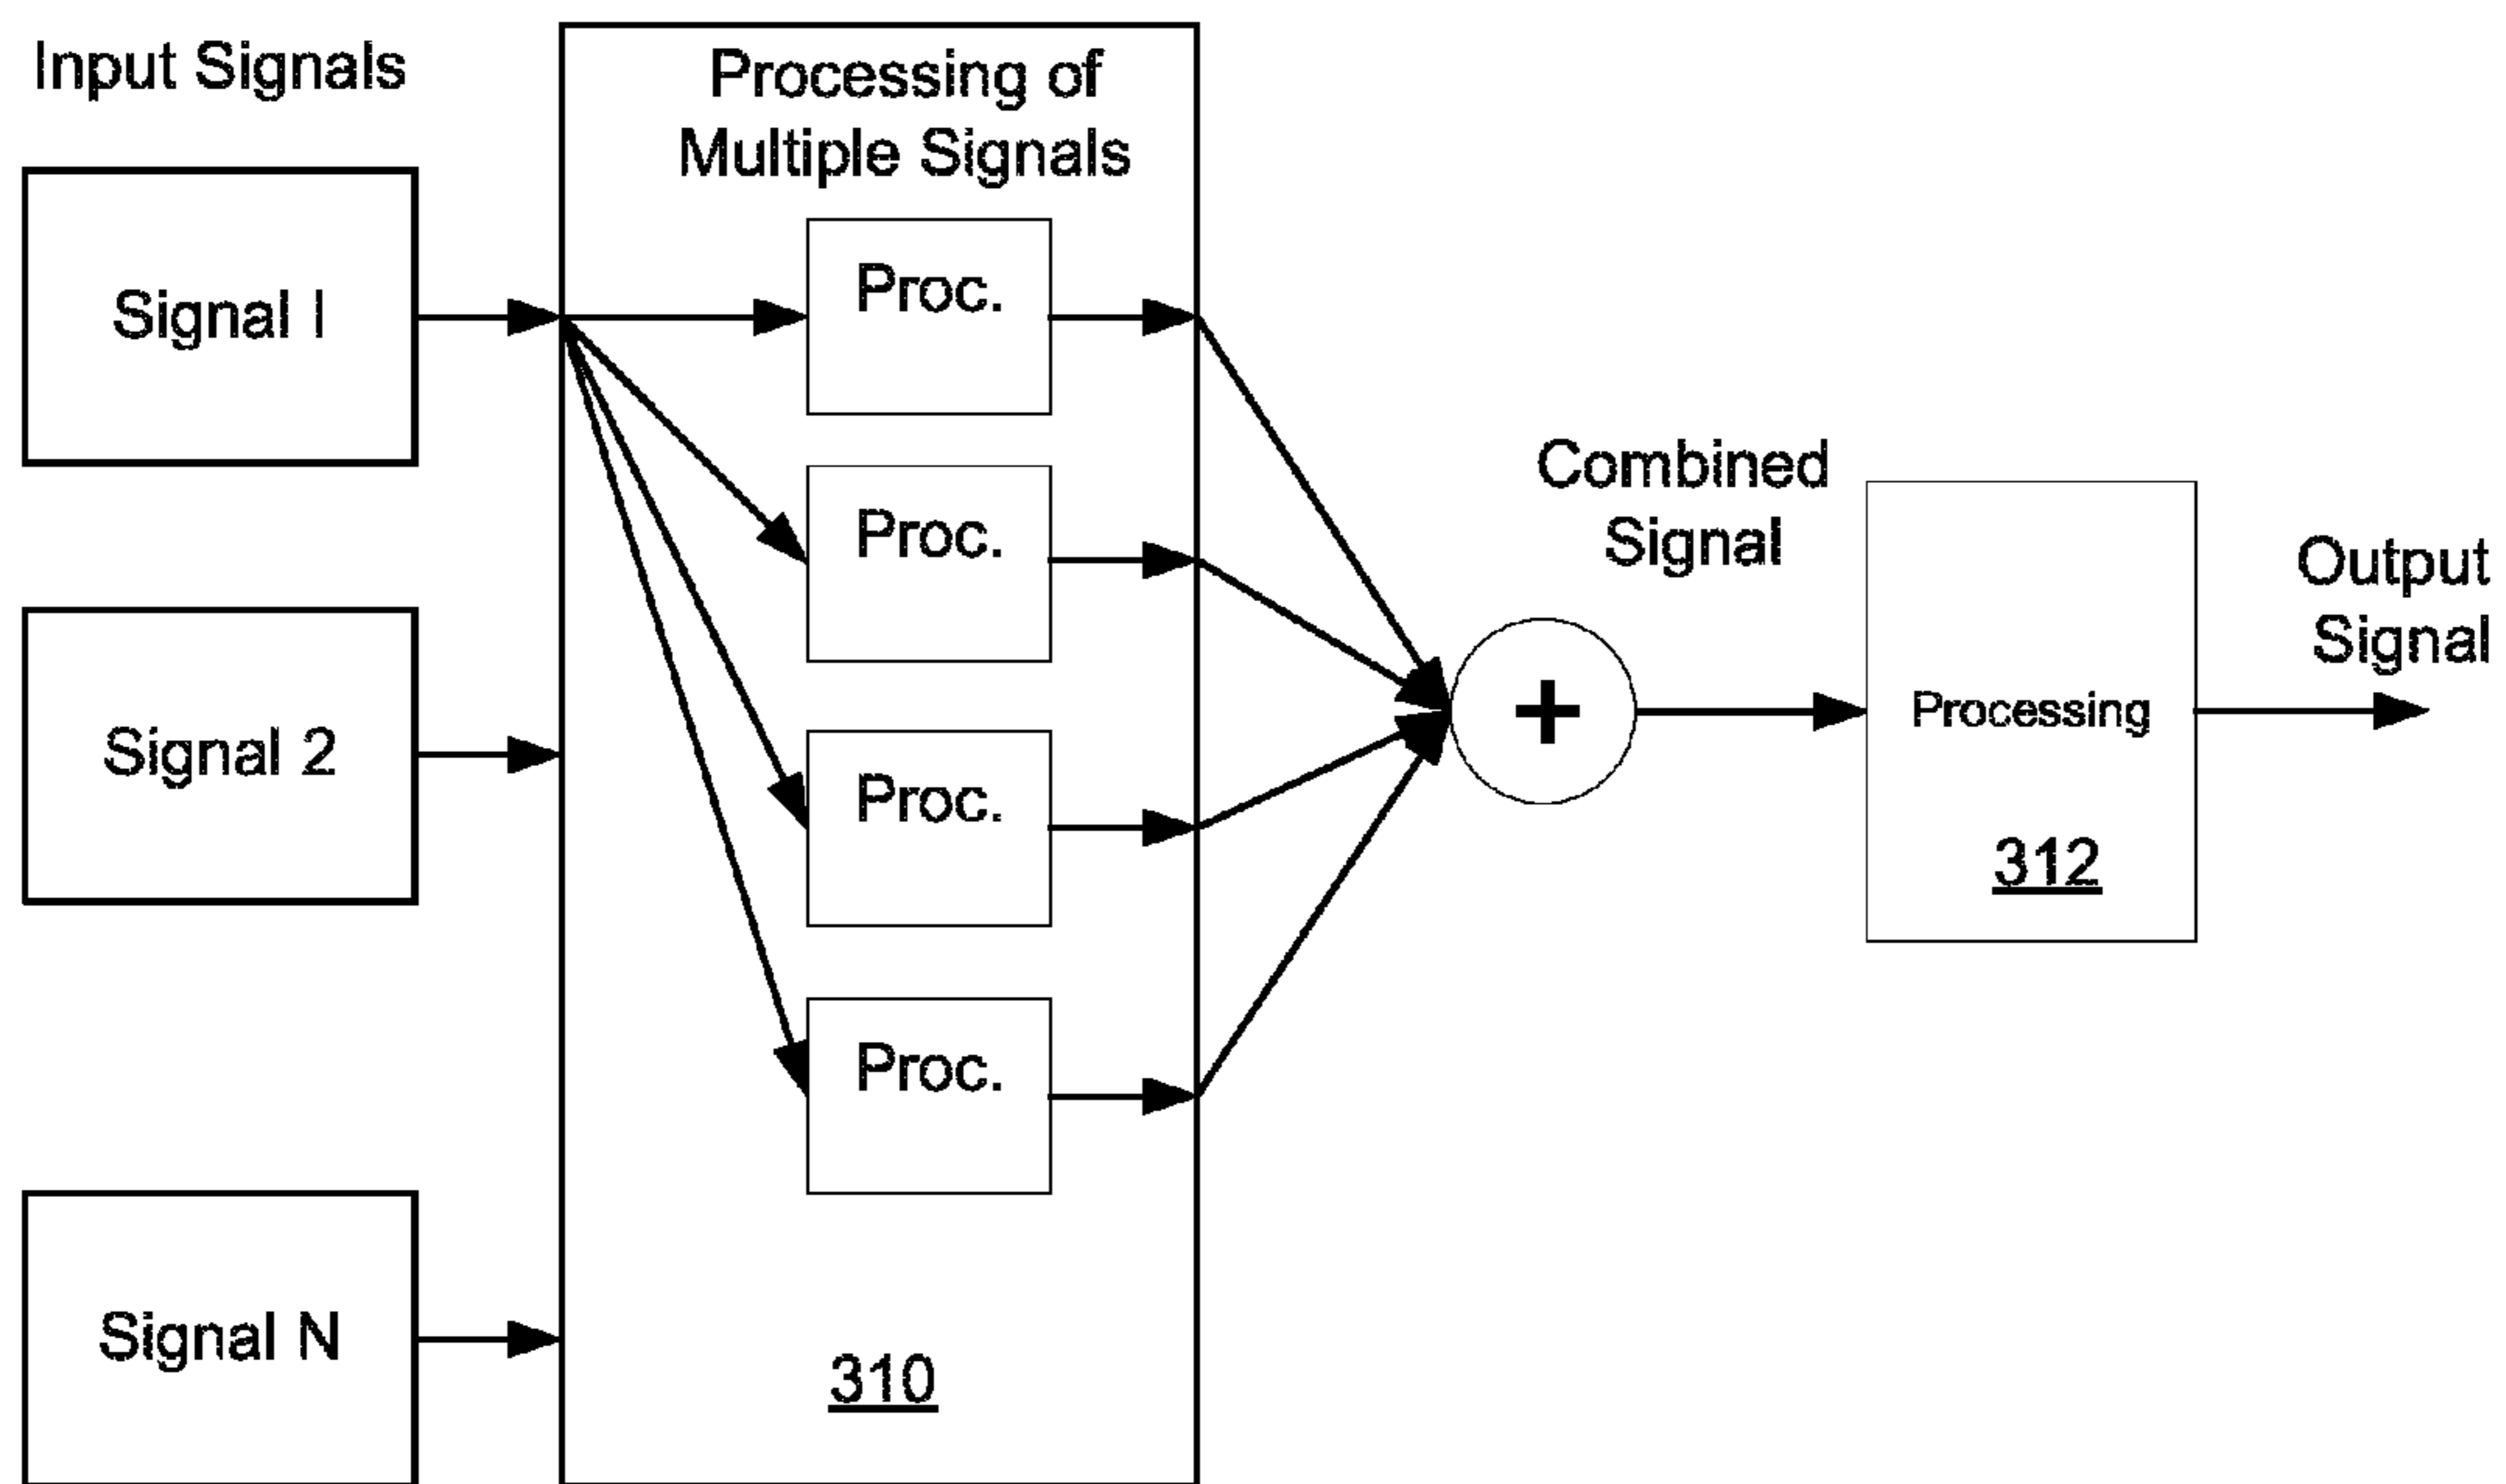 Input Signals
Processing of
Multiple Signals
Signal I
Proc.
Proc.
Combined
Signal
Output
Signal
Signal 2
Proc.
Processing
312
Proc.
Signal N
310
+